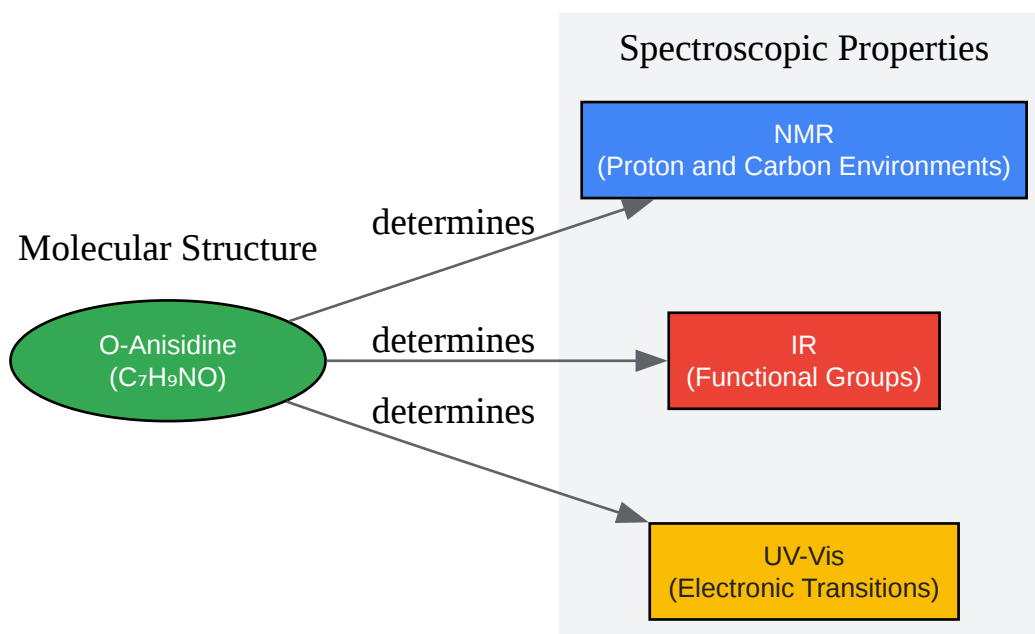 Spectroscopic Properties
NMR
(Proton and Carbon Environments)
determines
Molecular Structure
O-Anisidine
(C₇H₉NO)
determines
IR
(Functional Groups)
determines
UV-Vis
(Electronic Transitions)